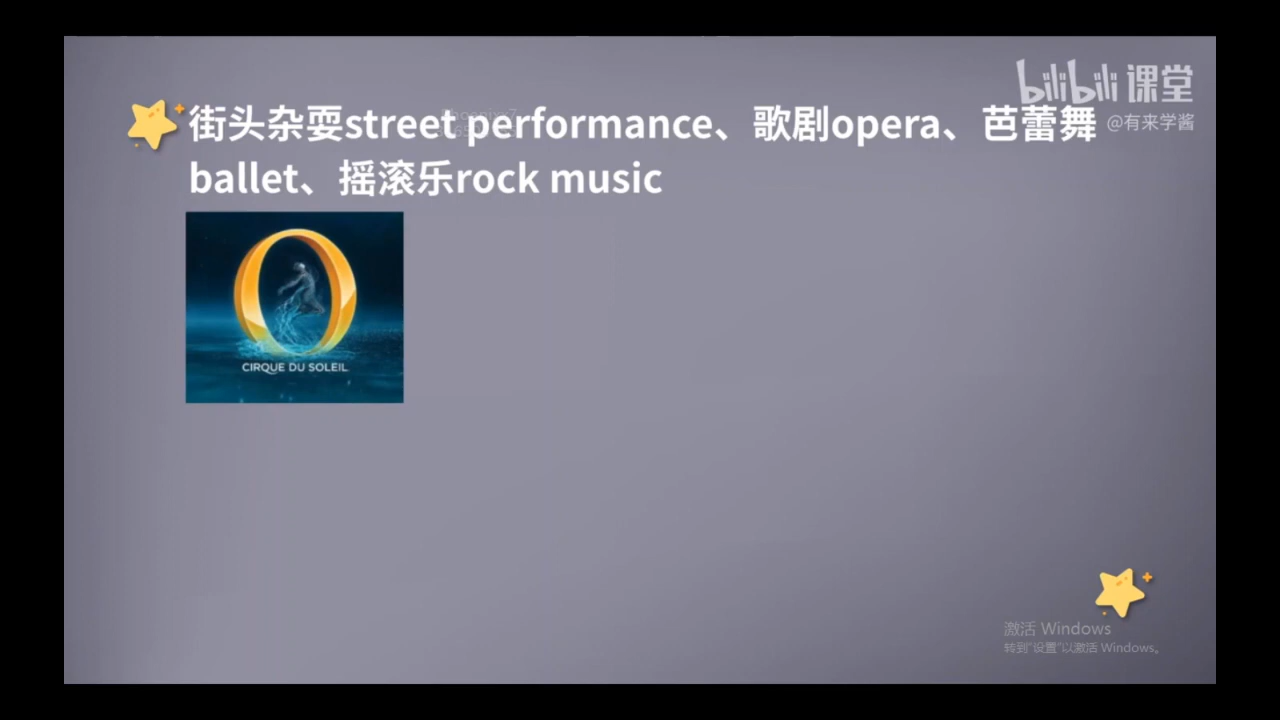 bilibili 课堂
@有来学酱
街头杂耍street performance、歌剧opera、芭蕾舞
ballet、摇滚乐rock music
CIRQUE DU SOLEIL
激活 Windows
转到"设置"以激活 Windows。